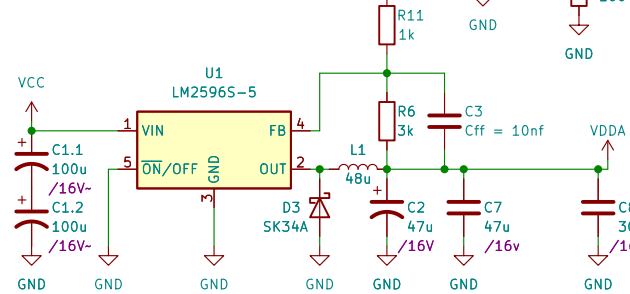 R11
1k
GND
GND
VCC
U1
LM2596S-5
1
VIN
FB
4
R6
3k
C3
Cff = 10nf
VDDA
C1.1
100u
/16V~
5
ON/OFF
GND
OUT
2
3
L1
48u
C1.2
100u
/16V~
D3
SK34A
C2
47u
/16V
C7
47u
/16v
GND
GND
GND
GND
GND
GND
GND